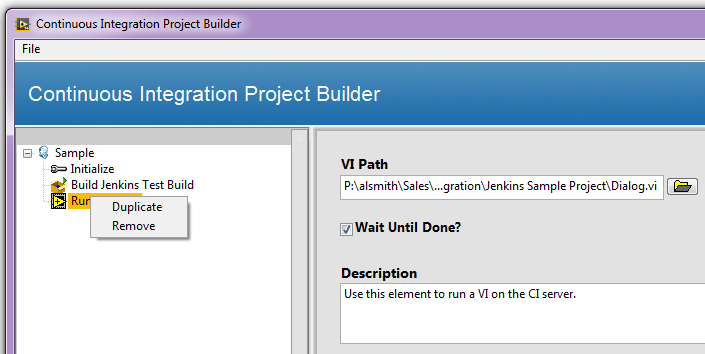 Continuous Integration Project Builder
File
Continuous Integration Project Builder
Sample
Initialize
Build Jenkins Test Build
Run
Duplicate
Remove
VI Path
P:\alsmith\Sales\...gration\Jenkins Sample Project\Dialog.vi
Wait Until Done?
Description
Use this element to run a VI on the CI server.